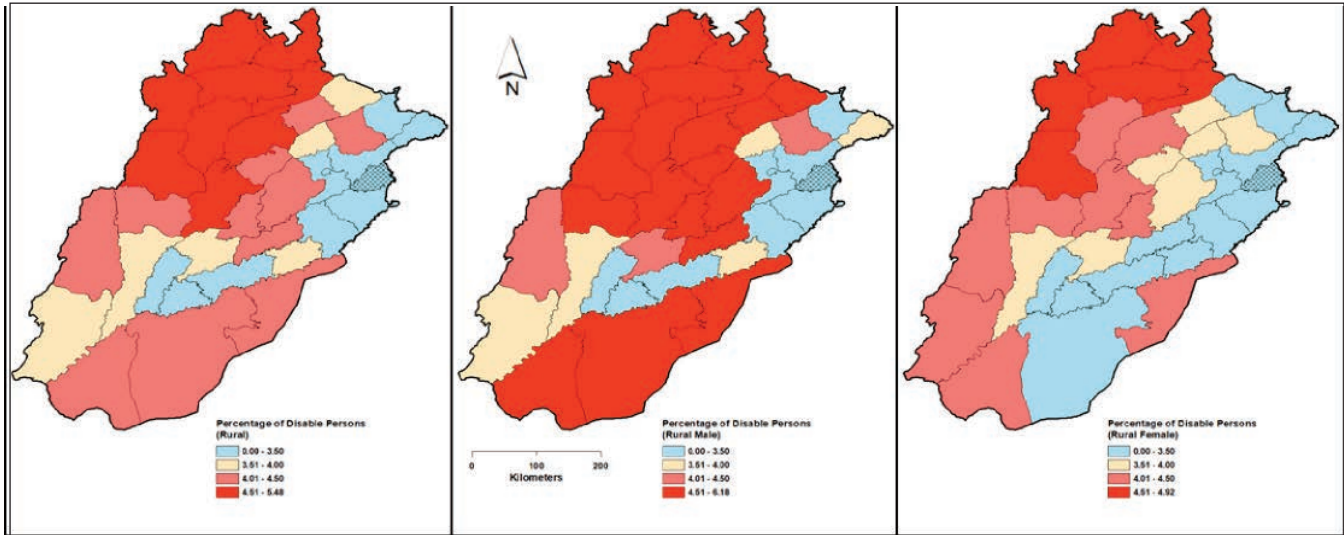 Percentage of Disable Persons
(Rural)
0.00 - 3.50
3.51 - 4.00
4.01 - 4.50
4.51 - 5.48
N
0 100 200
Kilometers
Percentage of Disable Persons
(Rural Male)
0.00 - 3.50
3.51 - 4.00
4.01 - 4.50
4.51 - 6.18
Percentage of Disable Persons
(Rural Female)
0.00 - 3.50
3.51 - 4.00
4.01 - 4.50
4.51 - 4.92